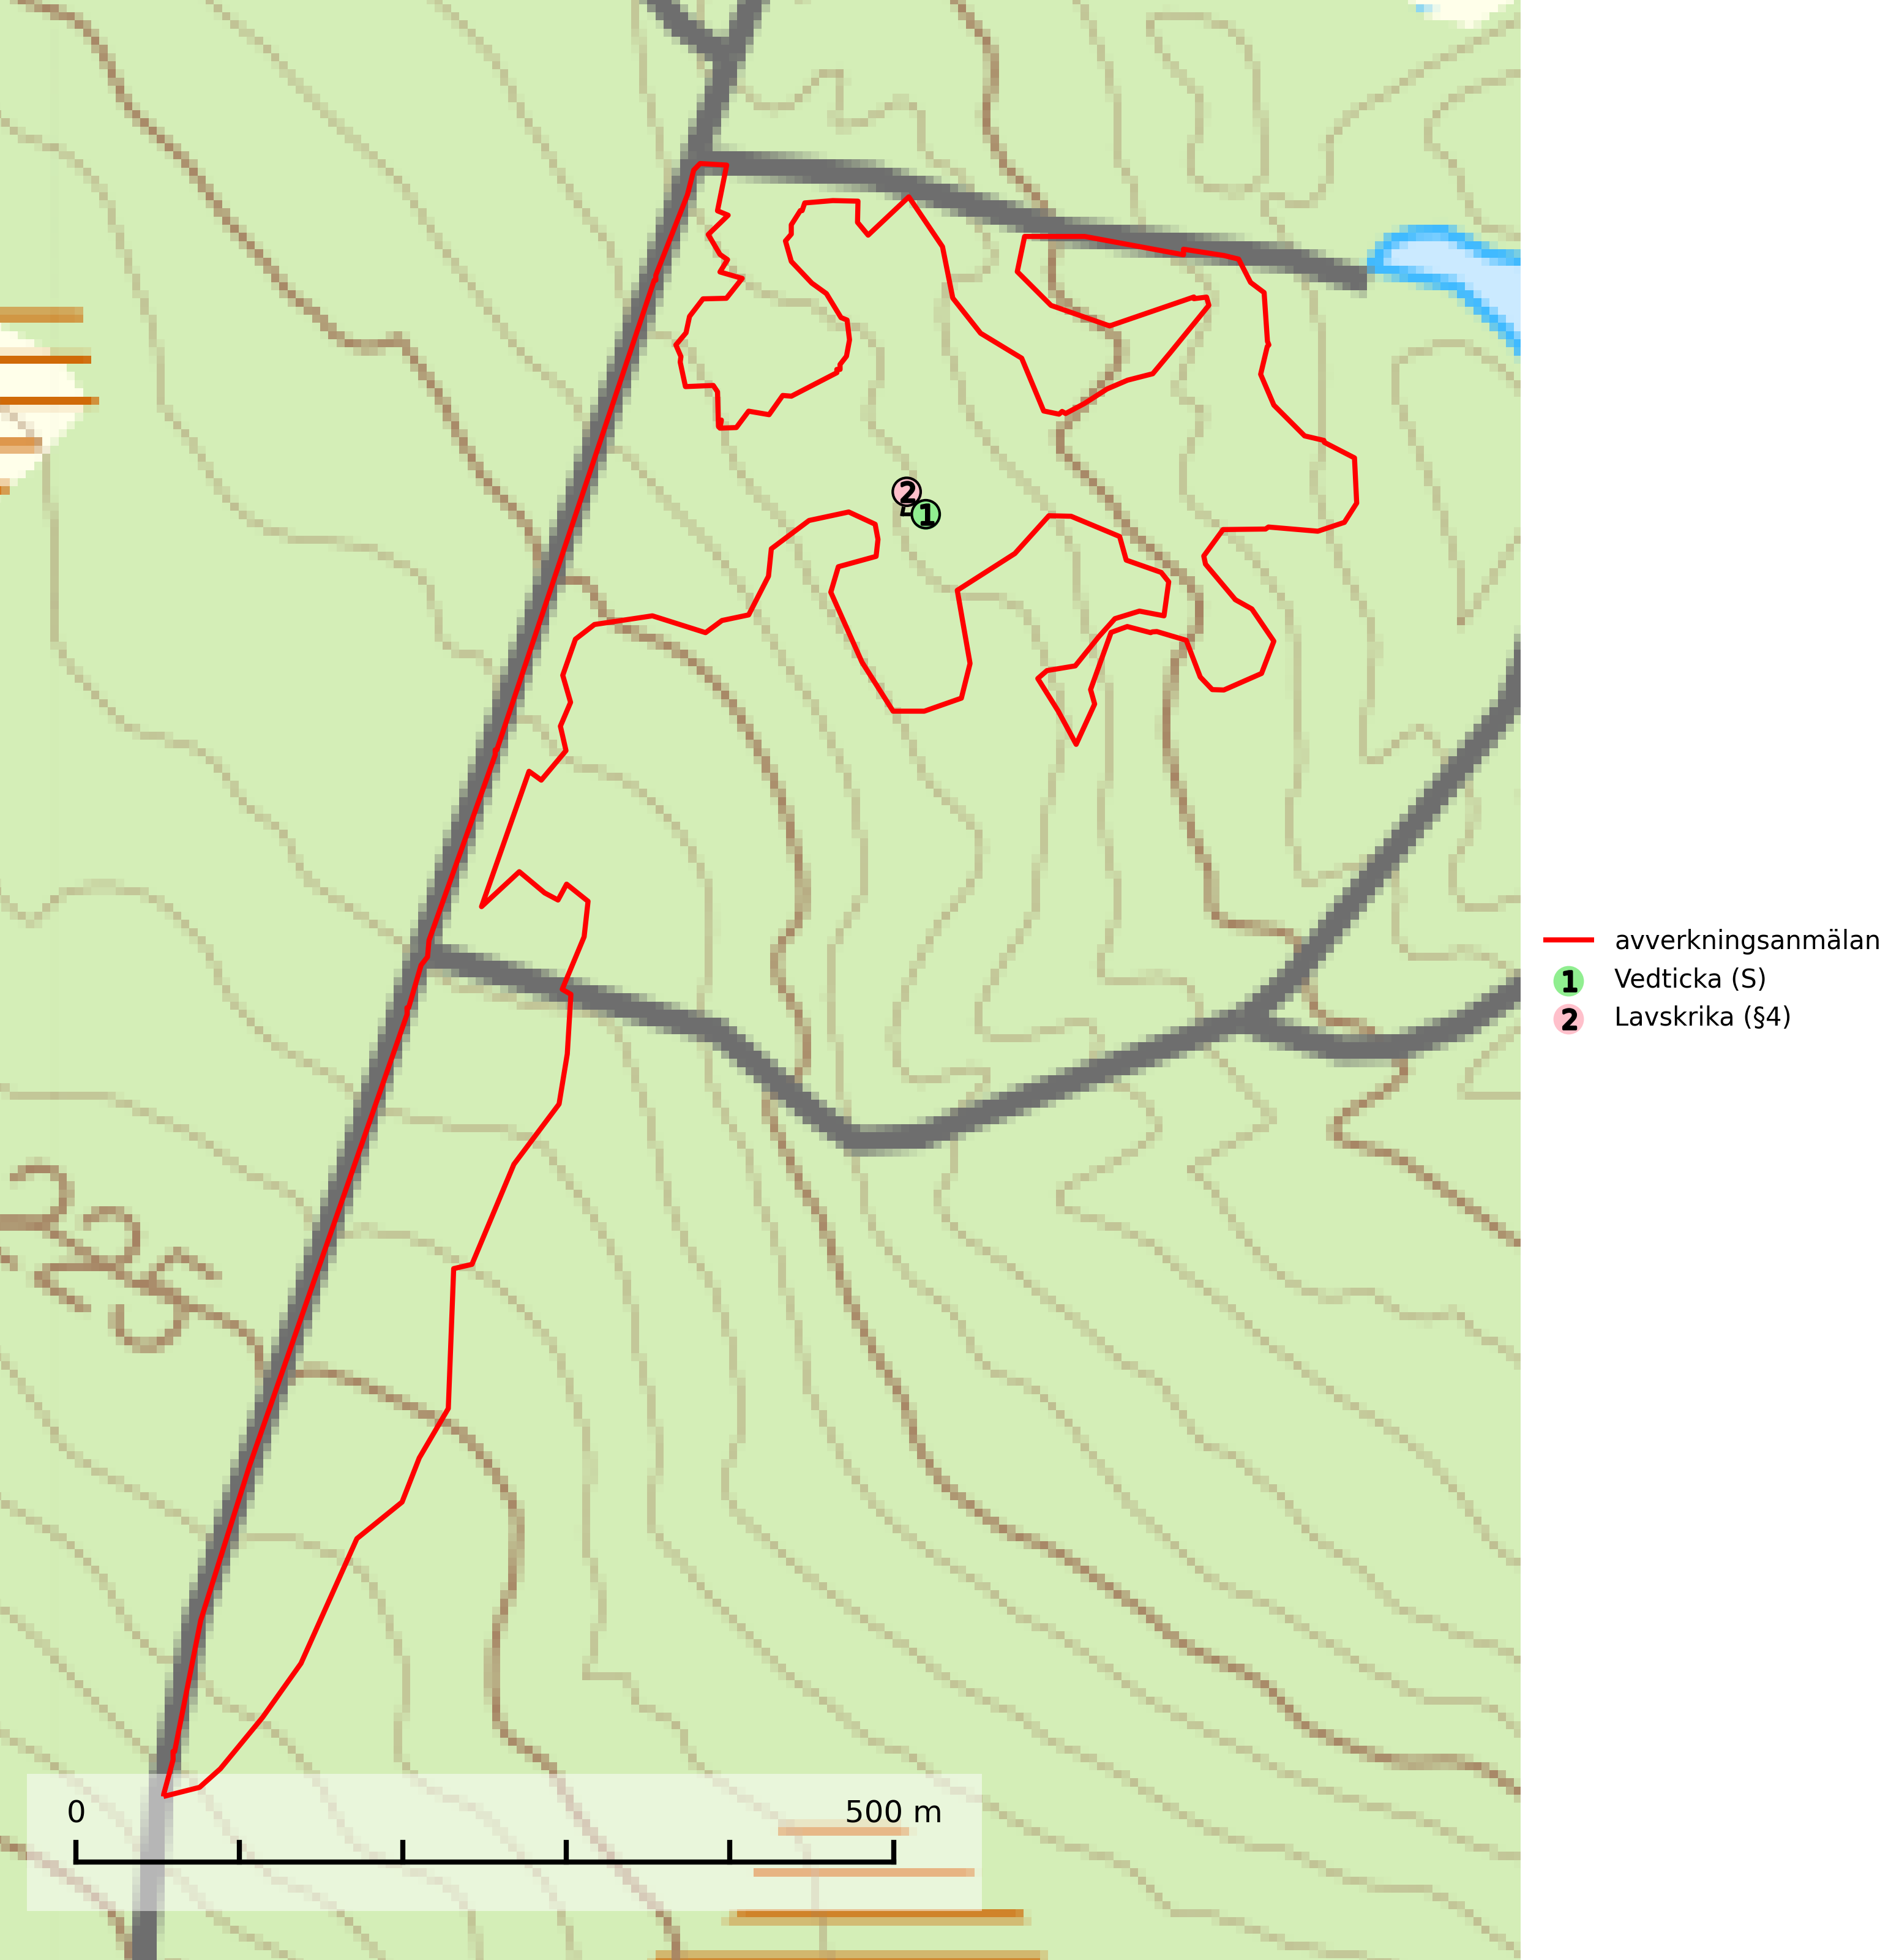 2
1
225
avverkningsanmälan
1 Vedticka (S)
2 Lavskrika (§4)
0 500 m